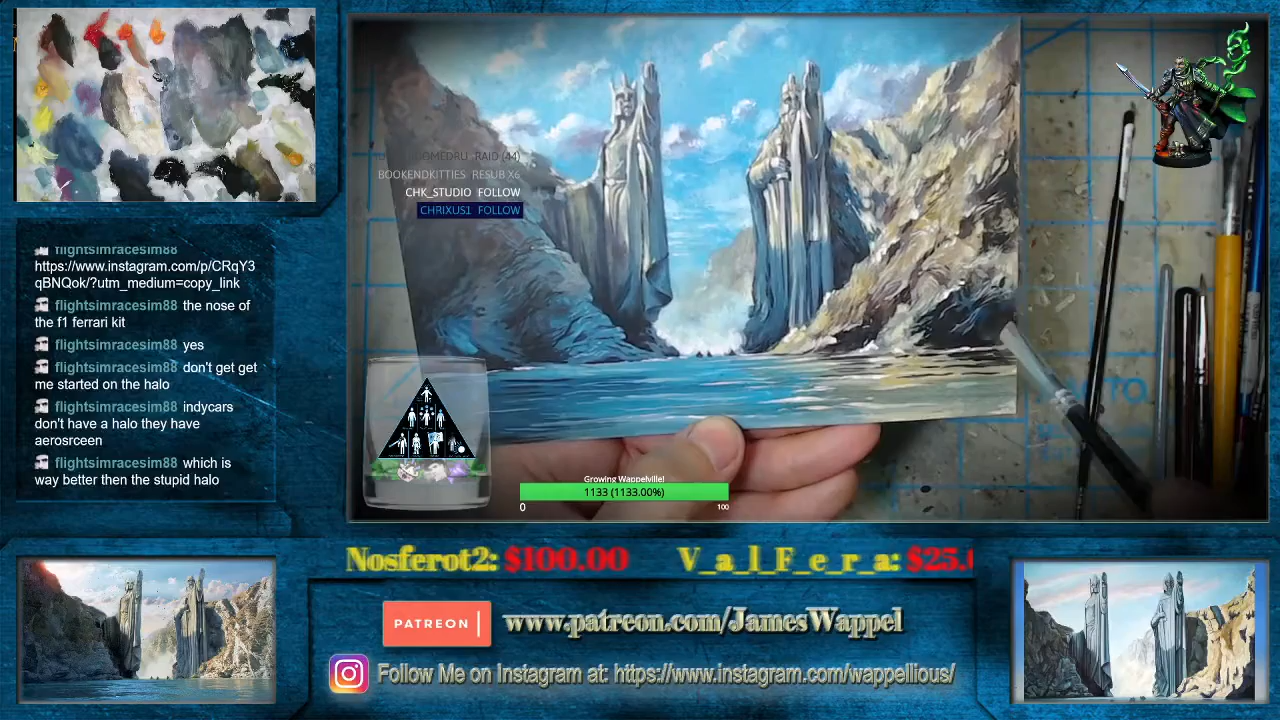 RAID (44)
BOOKENDKITTIES RESUB X6
CHK_STUDIO FOLLOW
CHRIXUS1 FOLLOW
flightsimracesim88
https://www.instagram.com/p/CRqY3
qBNQok/?utm_medium=copy_link
flightsimracesim88 the nose of
the f1 ferrari kit
flightsimracesim88 yes
flightsimracesim88 don't get get
me started on the halo
flightsimracesim88 indycars
don't have a halo they have
aerosrceen
flightsimracesim88 which is
way better then the stupid halo
Growing Wappelville!
1133 (1133.00%)
0 100
Nosferot2: $100.00 V_a_l_F_e_r_a: $25.
PATREON www.patreon.com/JamesWappel
Follow Me on Instagram at: https://www.instagram.com/wappellious/